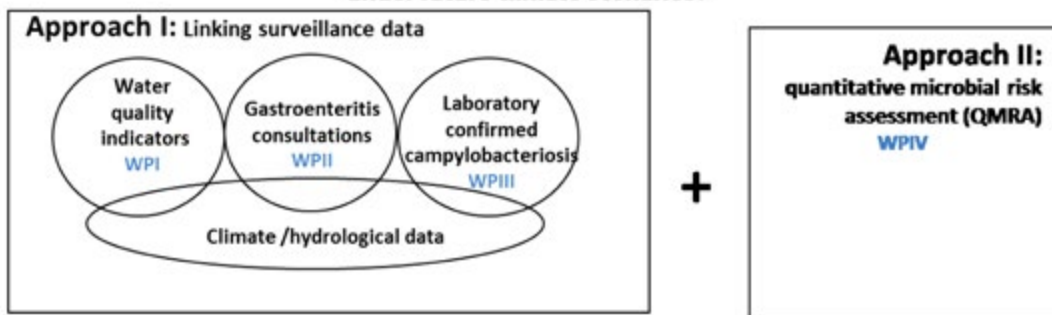 Approach I: Linking surveillance data
Water
quality
indicators
WPI
Gastroenteritis
consultations
WPII
Laboratory
confirmed
campylobacteriosis
WPIII
Climate /hydrological data
+
Approach II:
quantitative microbial risk
assessment (QMRA)
WPIV